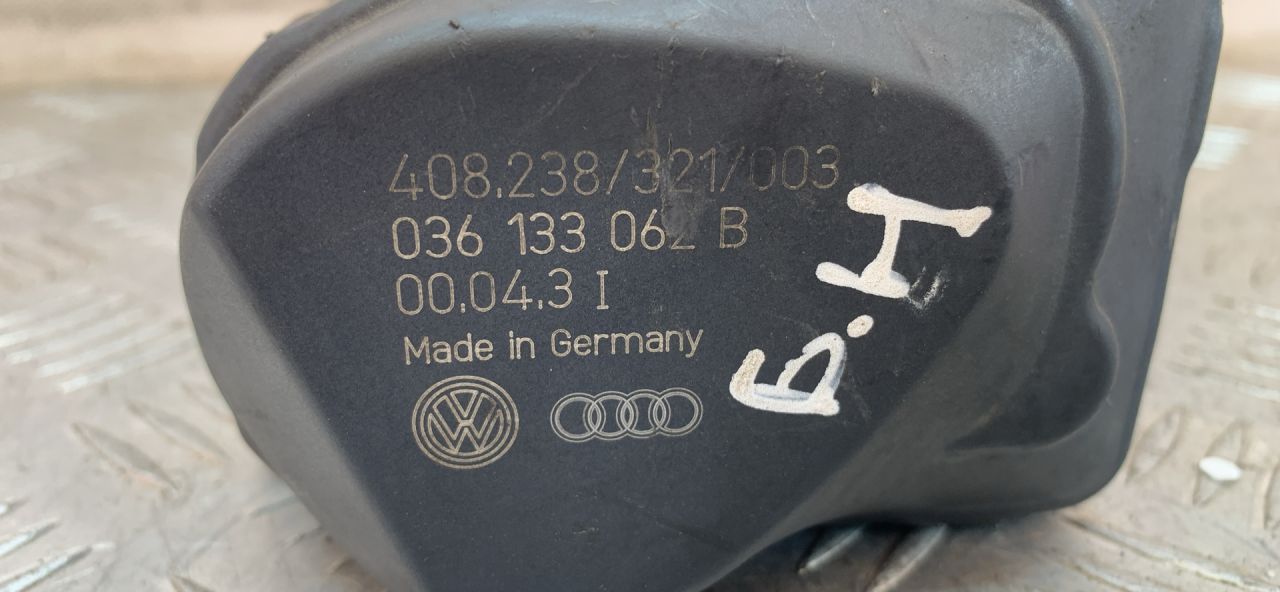 408.238/321/003
036 133 062 B
00.04.3 I
Made in Germany
Б.Н